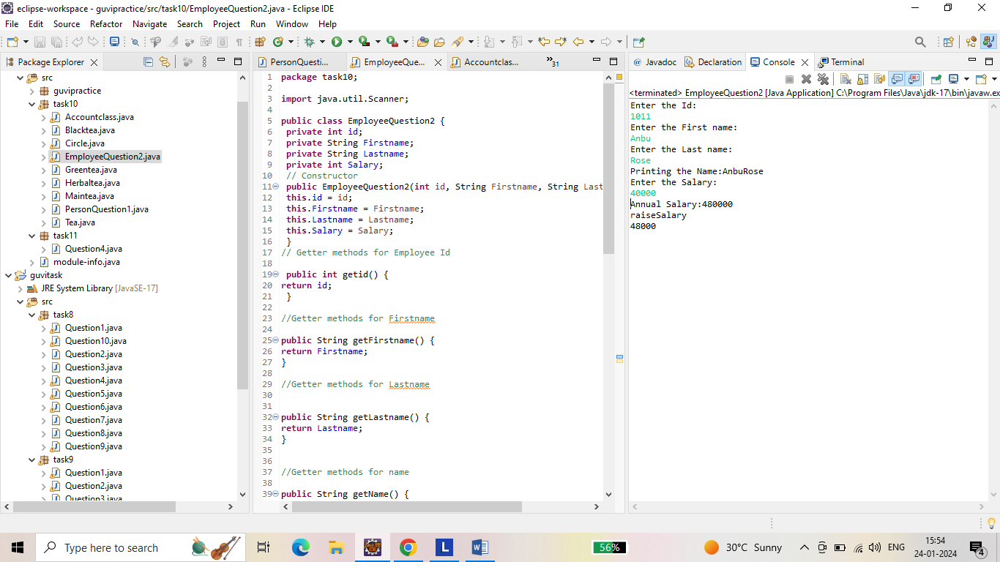 eclipse-workspace - guvipractice/src/task10/EmployeeQuestion2.java - Eclipse IDE
File Edit Source Refactor Navigate Search Project Run Window Help
Package Explorer
src
guvipractice
task10
Accountclass.java
Blacktea.java
Circle.java
EmployeeQuestion2.java
Greentea.java
Herbaltea.java
Maintea.java
PersonQuestion1.java
Tea.java
task11
Question4.java
module-info.java
guvitask
JRE System Library [JavaSE-17]
src
task8
Question1.java
Question10.java
Question2.java
Question3.java
Question4.java
Question5.java
Question6.java
Question7.java
Question8.java
Question9.java
task9
Question1.java
Question2.java
Question3.java
PersonQuesti... EmployeeQue... Accountclass... »31
1 package task10;
2
3 import java.util.Scanner;
4
5 public class EmployeeQuestion2 {
6 private int id;
7 private String Firstname;
8 private String Lastname;
9 private int Salary;
10 // Constructor
11 public EmployeeQuestion2(int id, String Firstname, String Last
12 this.id = id;
13 this.Firstname = Firstname;
14 this.Lastname = Lastname;
15 this.Salary = Salary;
16 }
17 // Getter methods for Employee Id
18
19 public int getid() {
20 return id;
21 }
22
23 //Getter methods for Firstname
24
25 public String getFirstname() {
26 return Firstname;
27 }
28
29 //Getter methods for Lastname
30
31
32 public String getLastname() {
33 return Lastname;
34 }
35
36
37 //Getter methods for name
38
39 public String getName() {
@ Javadoc Declaration Console Terminal
<terminated> EmployeeQuestion2 [Java Application] C:\Program Files\Java\jdk-17\bin\javaw.ex
Enter the Id:
1011
Enter the First name:
Anbu
Enter the Last name:
Rose
Printing the Name:AnbuRose
Enter the Salary:
40000
Annual Salary:480000
raiseSalary
48000
Type here to search
JAVA EE IDE
L
W
56%
30°C Sunny
ENG
15:54
24-01-2024
4